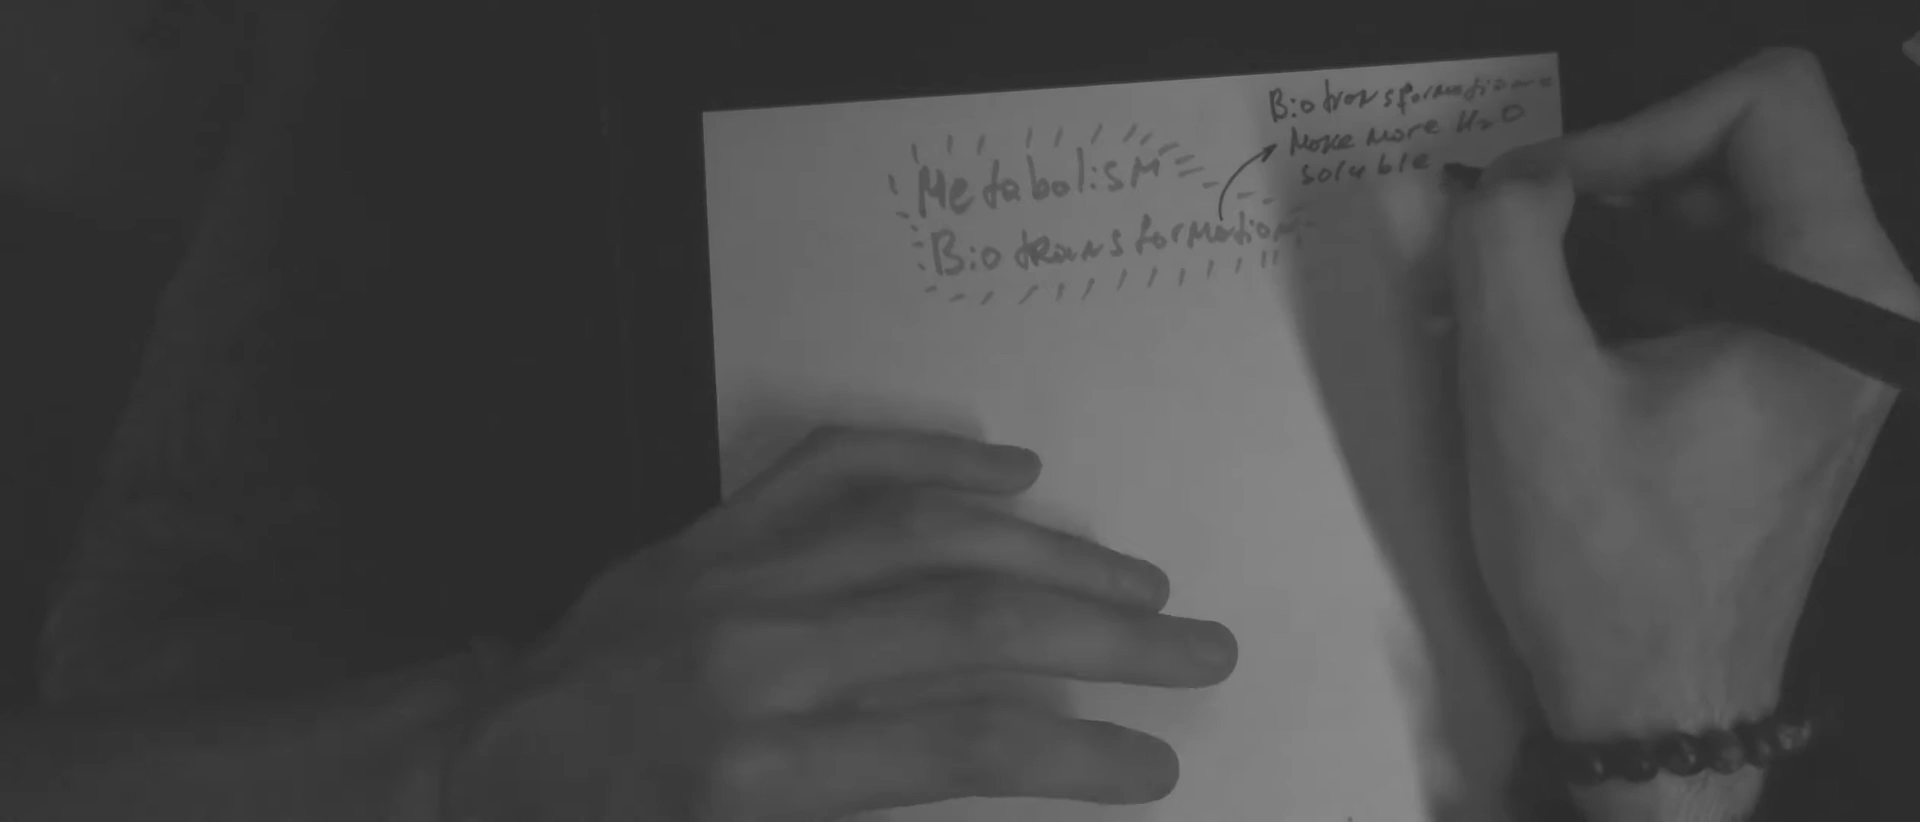 Metabolism
Biotransformation
Biotransformation =
Make more H2O
soluble